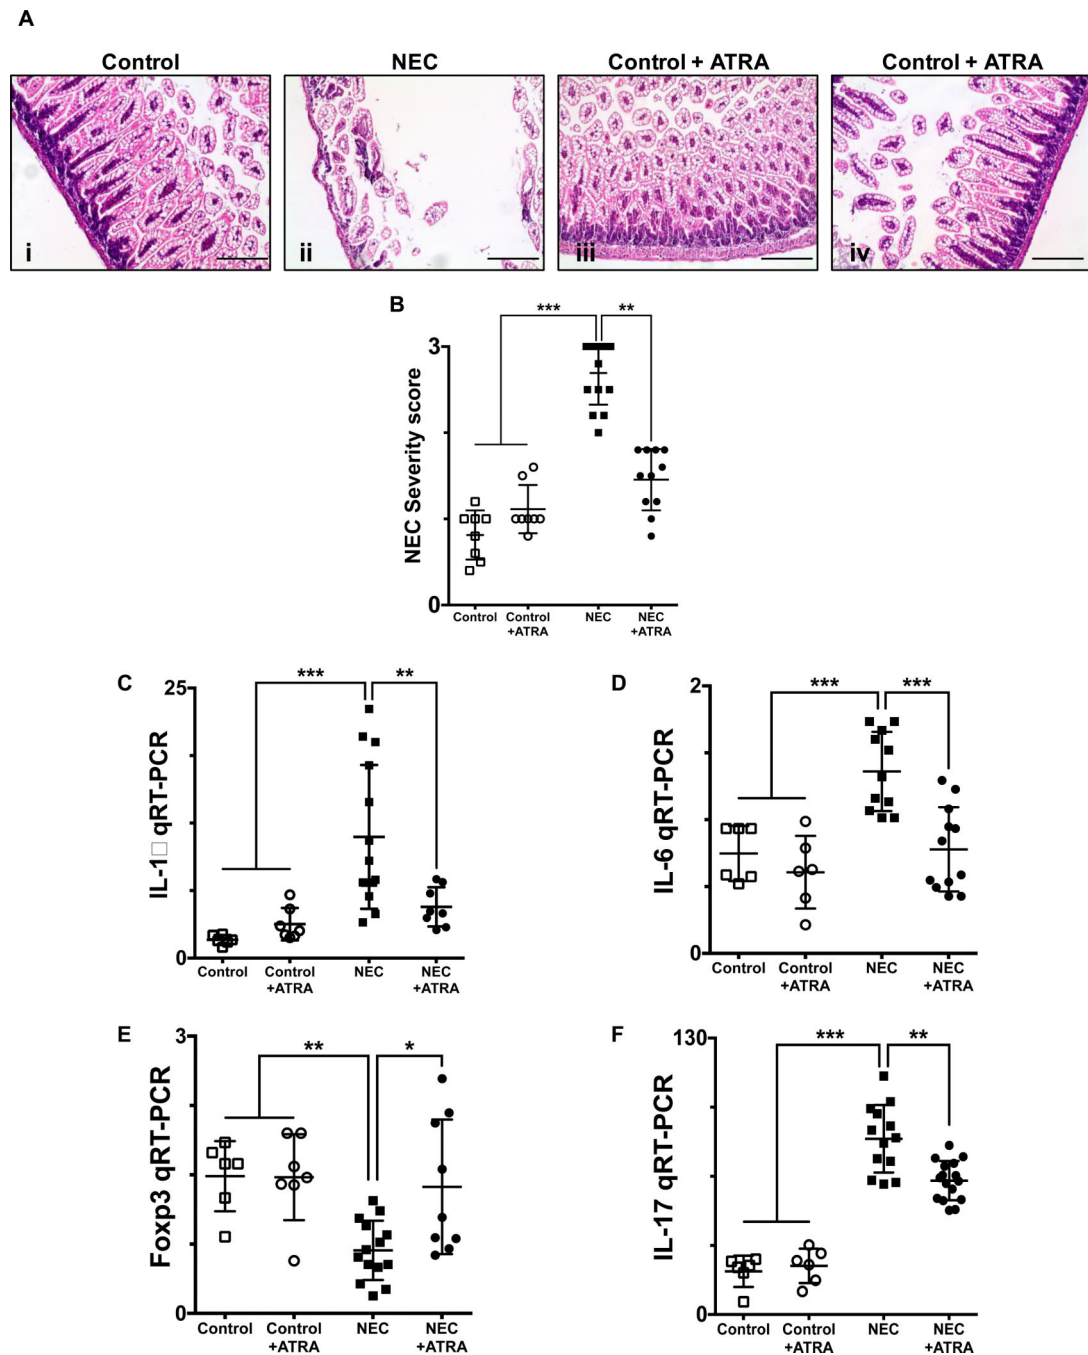 A
Control NEC Control + ATRA Control + ATRA
i ii iii iv
B
*** **
NEC Severity score
3
0
Control Control +ATRA NEC NEC +ATRA
C
*** **
IL-1□ qRT-PCR
25
0
Control Control +ATRA NEC NEC +ATRA
D
*** ***
IL-6 qRT-PCR
2
0
Control Control +ATRA NEC NEC +ATRA
E
** *
Foxp3 qRT-PCR
3
0
Control Control +ATRA NEC NEC +ATRA
F
*** **
IL-17 qRT-PCR
130
0
Control Control +ATRA NEC NEC +ATRA